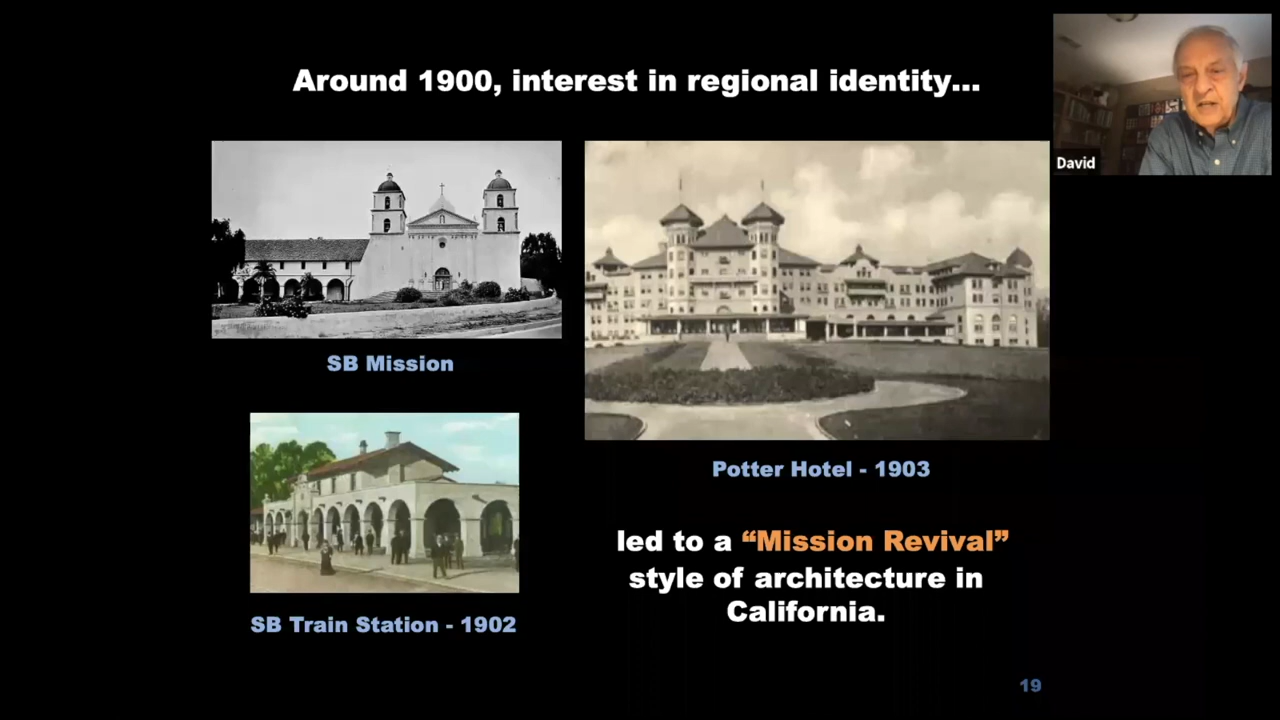 Around 1900, interest in regional identity...
David
SB Mission
Potter Hotel - 1903
led to a “Mission Revival”
style of architecture in
California.
SB Train Station - 1902
19